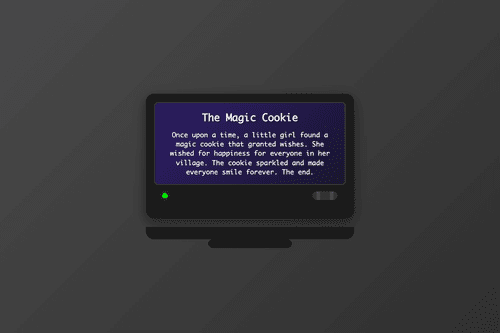 The Magic Cookie
Once upon a time, a little girl found a
magic cookie that granted wishes. She
wished for happiness for everyone in her
village. The cookie sparkled and made
everyone smile forever. The end.